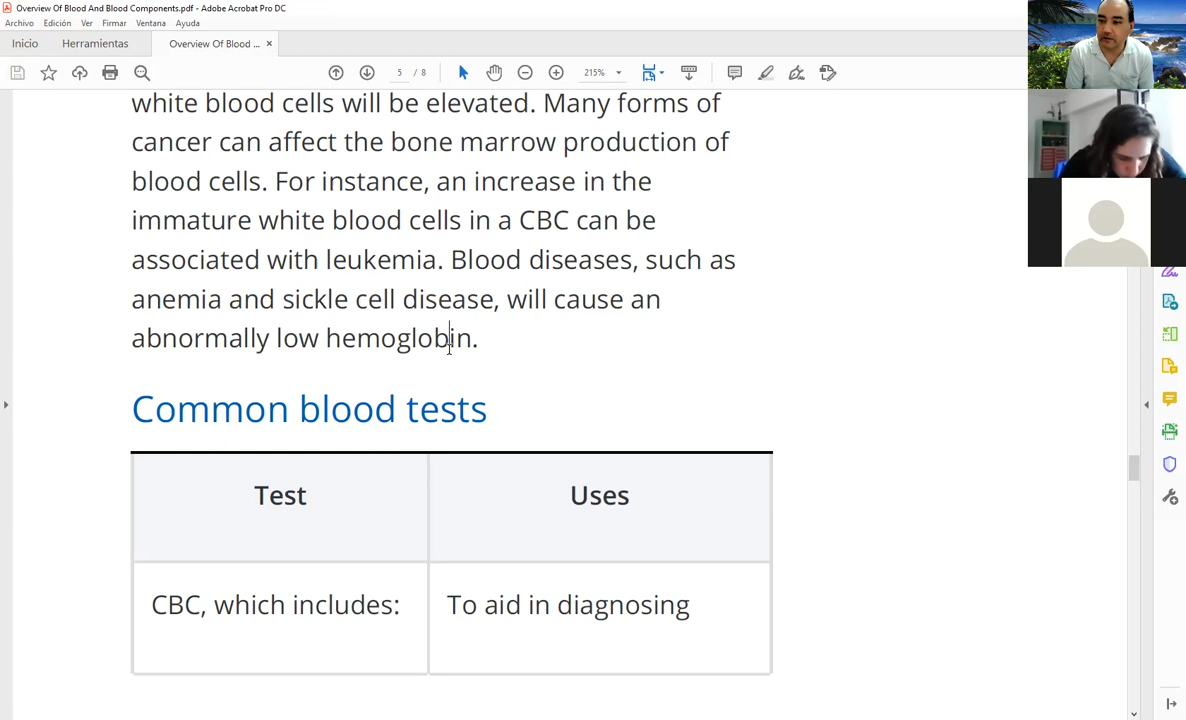 Overview Of Blood And Blood Components.pdf - Adobe Acrobat Pro DC
Archivo Edición Ver Firmar Ventana Ayuda
Inicio Herramientas Overview Of Blood ... ×
5 / 8 215%
white blood cells will be elevated. Many forms of
cancer can affect the bone marrow production of
blood cells. For instance, an increase in the
immature white blood cells in a CBC can be
associated with leukemia. Blood diseases, such as
anemia and sickle cell disease, will cause an
abnormally low hemoglobin.
Common blood tests
Test Uses
CBC, which includes: To aid in diagnosing